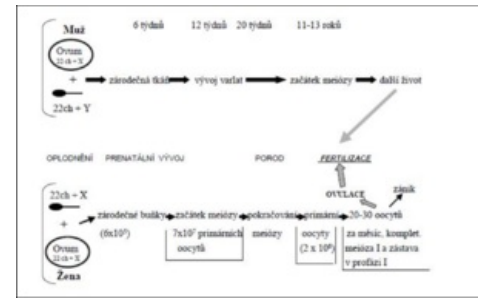 Muž 6 týdnů 12 týdnů 20 týdnů 11-13 roků
Ovum
22 ch + X
+ zárodečná tkáň vývoj varlat začátek meiózy další život
22ch + Y
OPLODNĚNÍ PRENATÁLNÍ VÝVOJ POROD FERTILIZACE
22ch + X OVULACE zánik
+ zárodečné buňky začátek meiózy pokračování primární 20-30 oocytů
Ovum (6x10⁵) 7x10⁷ primárních meiózy oocyty za měsíc, komplet.
22 ch + X oocytů (2 x 10⁶) meióza I a zástava
Žena v profázi I